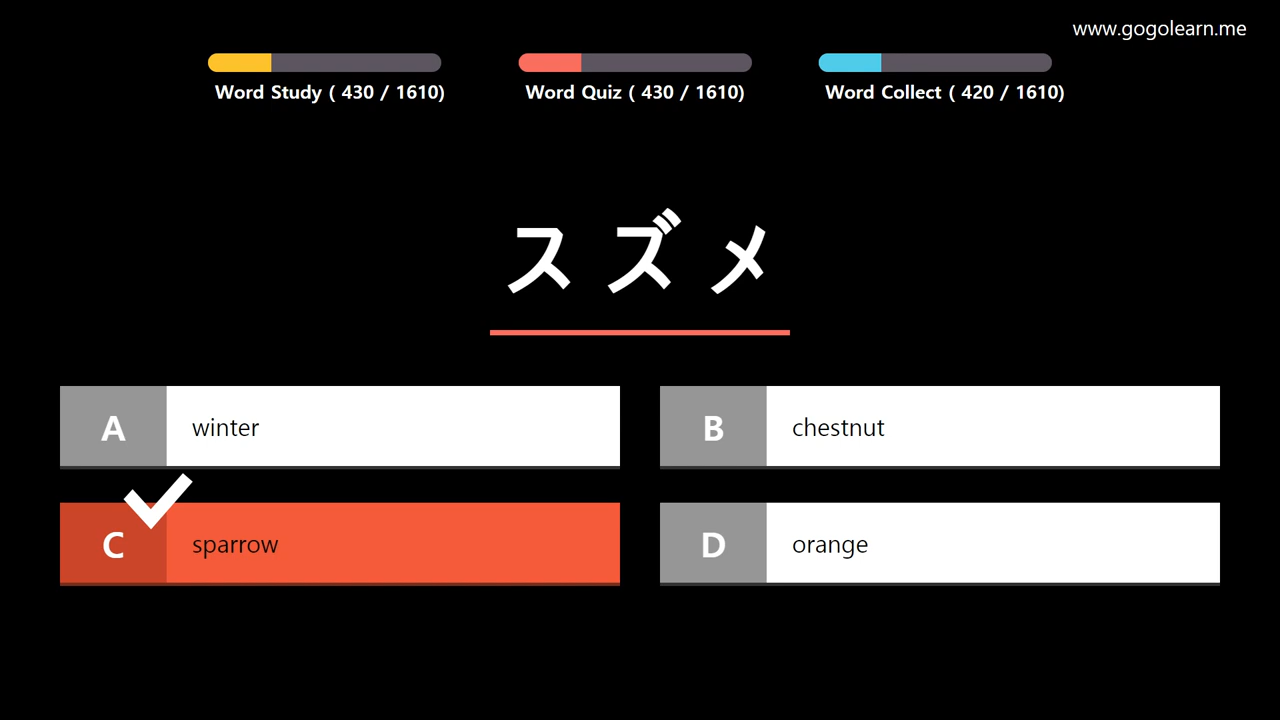 www.gogolearn.me
Word Study ( 430 / 1610)
Word Quiz ( 430 / 1610)
Word Collect ( 420 / 1610)
スズメ
A winter
B chestnut
C sparrow
D orange